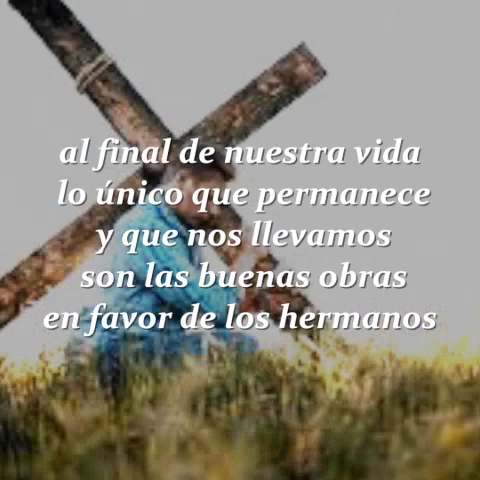 al final de nuestra vida
lo único que permanece
y que nos llevamos
son las buenas obras
en favor de los hermanos